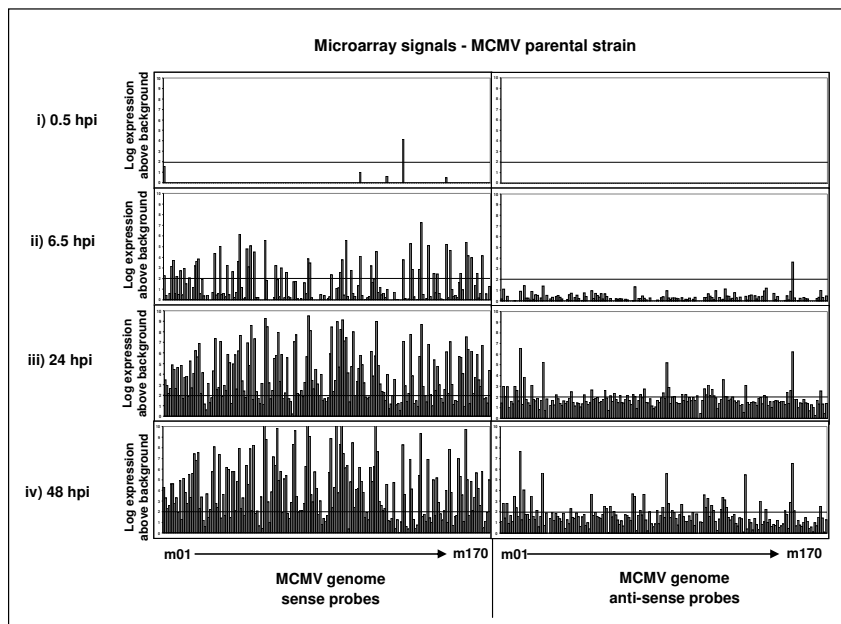 Microarray signals - MCMV parental strain
i) 0.5 hpi
Log expression
above background
ii) 6.5 hpi
Log expression
above background
iii) 24 hpi
Log expression
above background
iv) 48 hpi
Log expression
above background
m01 m170
m01 m170
MCMV genome
sense probes
MCMV genome
anti-sense probes